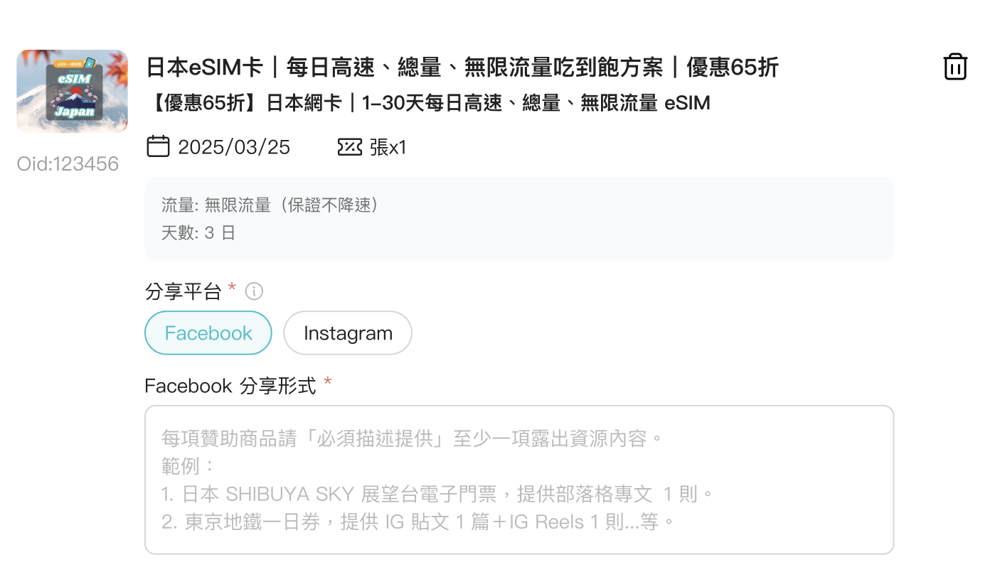 eSIM一鍵安裝
eSIM
Japan
日本eSIM卡｜每日高速、總量、無限流量吃到飽方案｜優惠65折
【優惠65折】日本網卡｜1–30天每日高速、總量、無限流量 eSIM
2025/03/25
張x1
Oid:123456
流量: 無限流量（保證不降速）
天數: 3 日
分享平台 *
Facebook
Instagram
Facebook 分享形式 *
每項贊助商品請「必須描述提供」至少一項露出資源內容。
範例：
1. 日本 SHIBUYA SKY 展望台電子門票，提供部落格專文 1 則。
2. 東京地鐵一日券，提供 IG 貼文 1 篇＋IG Reels 1 則...等。